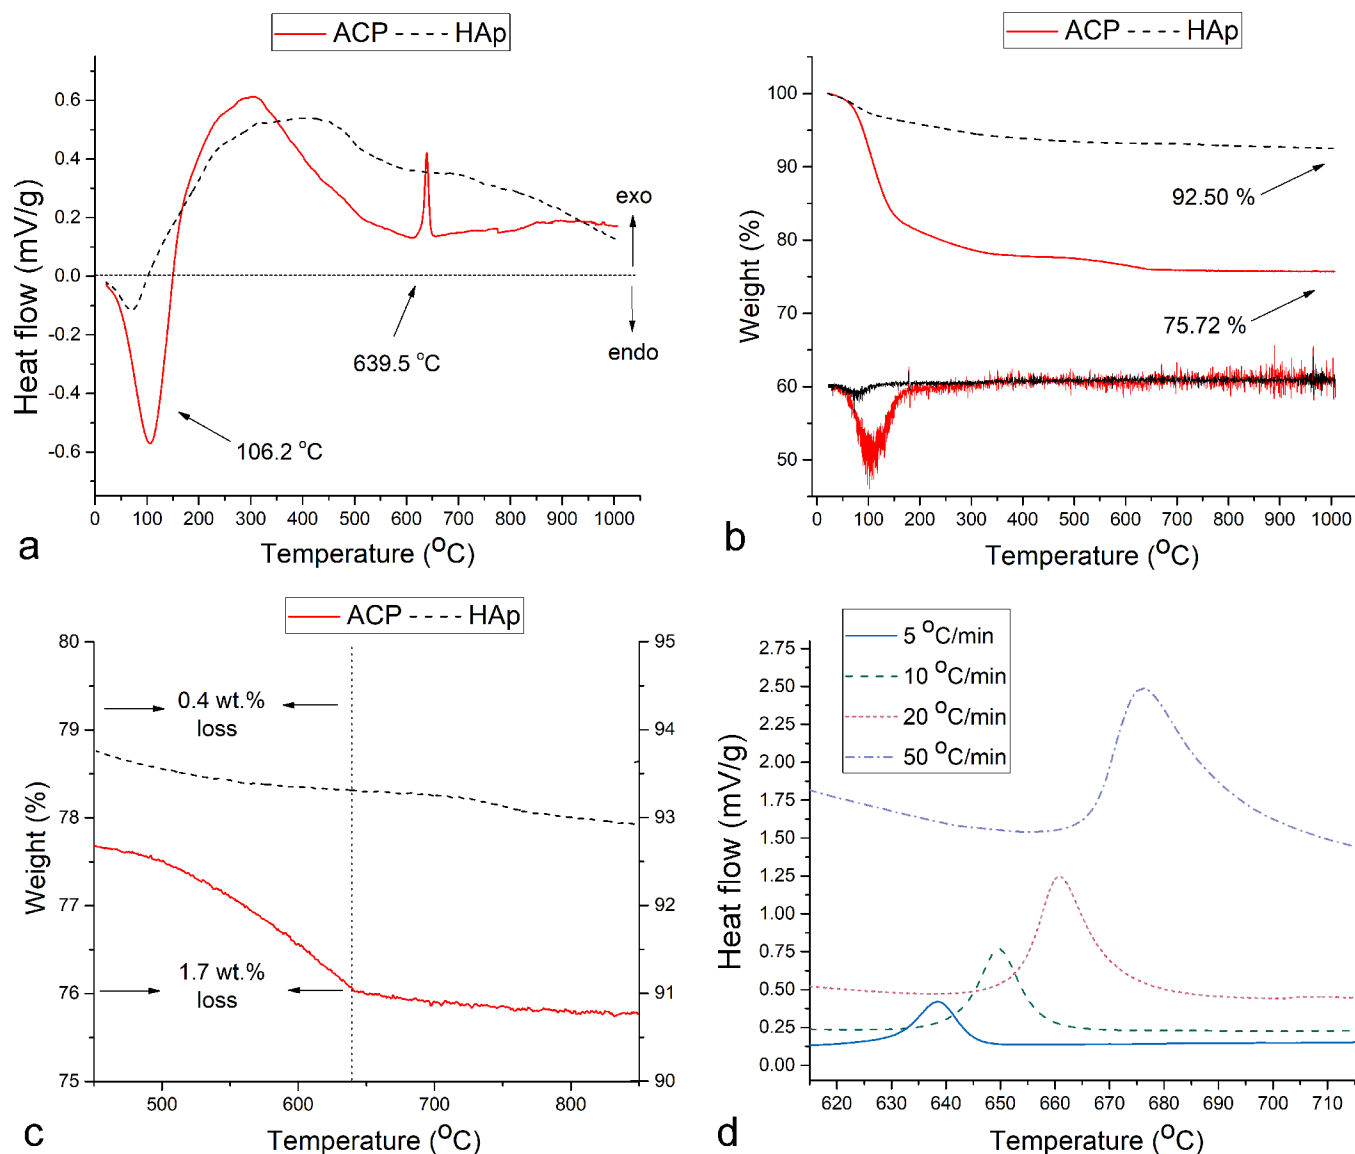 ACP HAp
Heat flow (mV/g)
0.6
0.4
0.2
0.0
-0.2
-0.4
-0.6
exo
endo
639.5 °C
106.2 °C
0 100 200 300 400 500 600 700 800 900 1000
Temperature (°C)
a
ACP HAp
Weight (%)
100
90
80
70
60
50
92.50 %
75.72 %
0 100 200 300 400 500 600 700 800 900 1000
Temperature (°C)
b
ACP HAp
Weight (%)
80
79
78
77
76
75
95
94
93
92
91
90
0.4 wt.%
loss
1.7 wt.%
loss
500 600 700 800
Temperature (°C)
c
5 °C/min
10 °C/min
20 °C/min
50 °C/min
Heat flow (mV/g)
2.75
2.50
2.25
2.00
1.75
1.50
1.25
1.00
0.75
0.50
0.25
0.00
620 630 640 650 660 670 680 690 700 710
Temperature (°C)
d